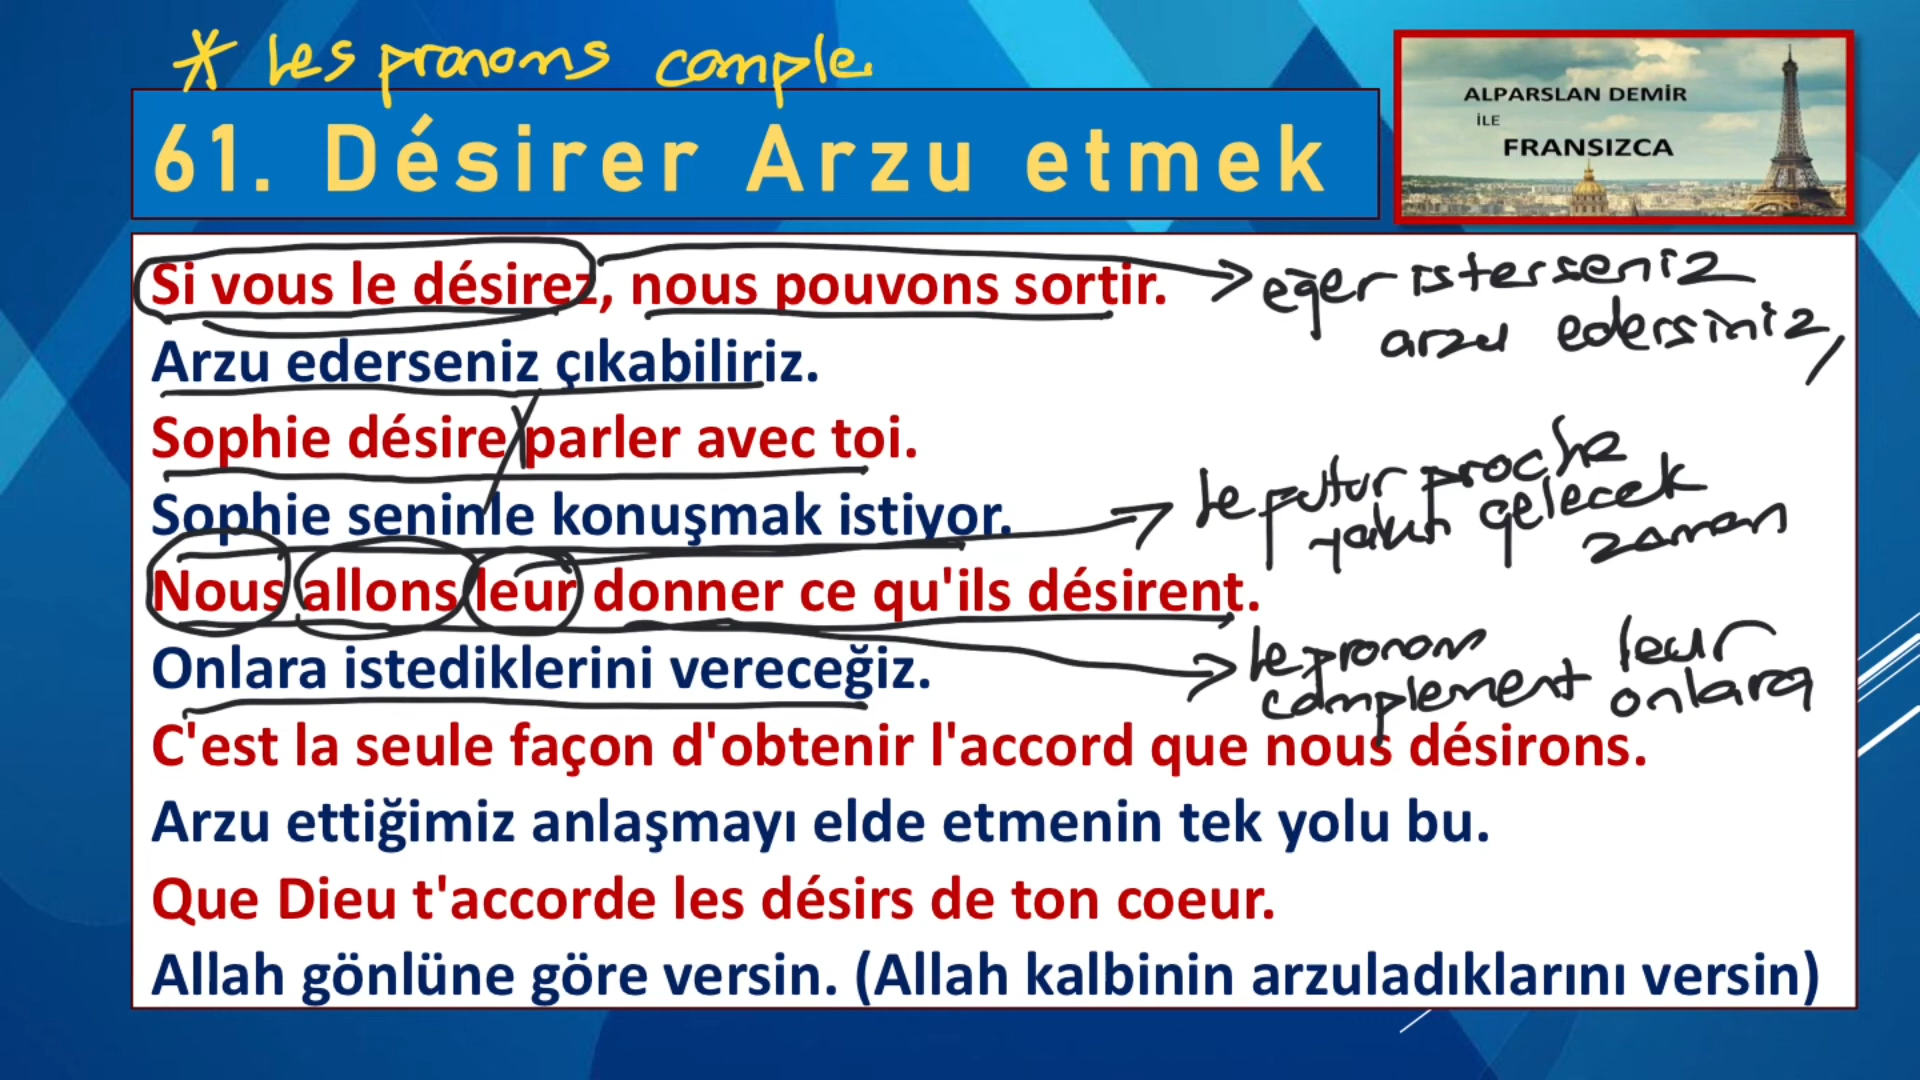 * Les pronoms comple
61. Désirer Arzu etmek
ALPARSLAN DEMİR
İLE
FRANSIZCA
Si vous le désirez, nous pouvons sortir.
eğer isterseniz
arzu edersiniz,
Arzu ederseniz çıkabiliriz.
Sophie désire parler avec toi.
Sophie seninle konuşmak istiyor.
le futur proche
yakın gelecek
zaman
Nous allons leur donner ce qu'ils désirent.
le pronom
complement
leur
onlara
Onlara istediklerini vereceğiz.
C'est la seule façon d'obtenir l'accord que nous désirons.
Arzu ettiğimiz anlaşmayı elde etmenin tek yolu bu.
Que Dieu t'accorde les désirs de ton coeur.
Allah gönlüne göre versin. (Allah kalbinin arzuladıklarını versin)